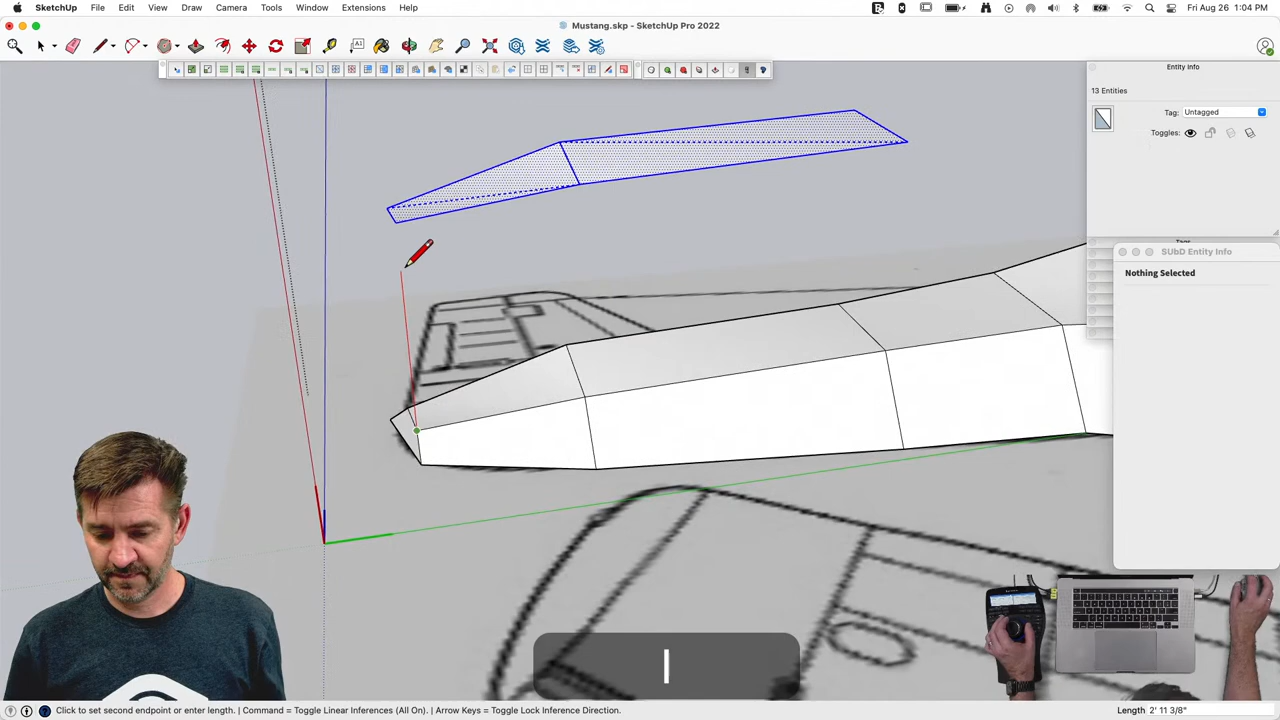 SketchUp File Edit View Draw Camera Tools Window Extensions Help
Fri Aug 26 1:04 PM
Mustang.skp - SketchUp Pro 2022
Entity Info
13 Entities
Tag: Untagged
Toggles:
SUbD Entity Info
Nothing Selected
Click to set second endpoint or enter length. | Command = Toggle Linear Inferences (All On). | Arrow Keys = Toggle Lock Inference Direction.
Length 2' 11 3/8"